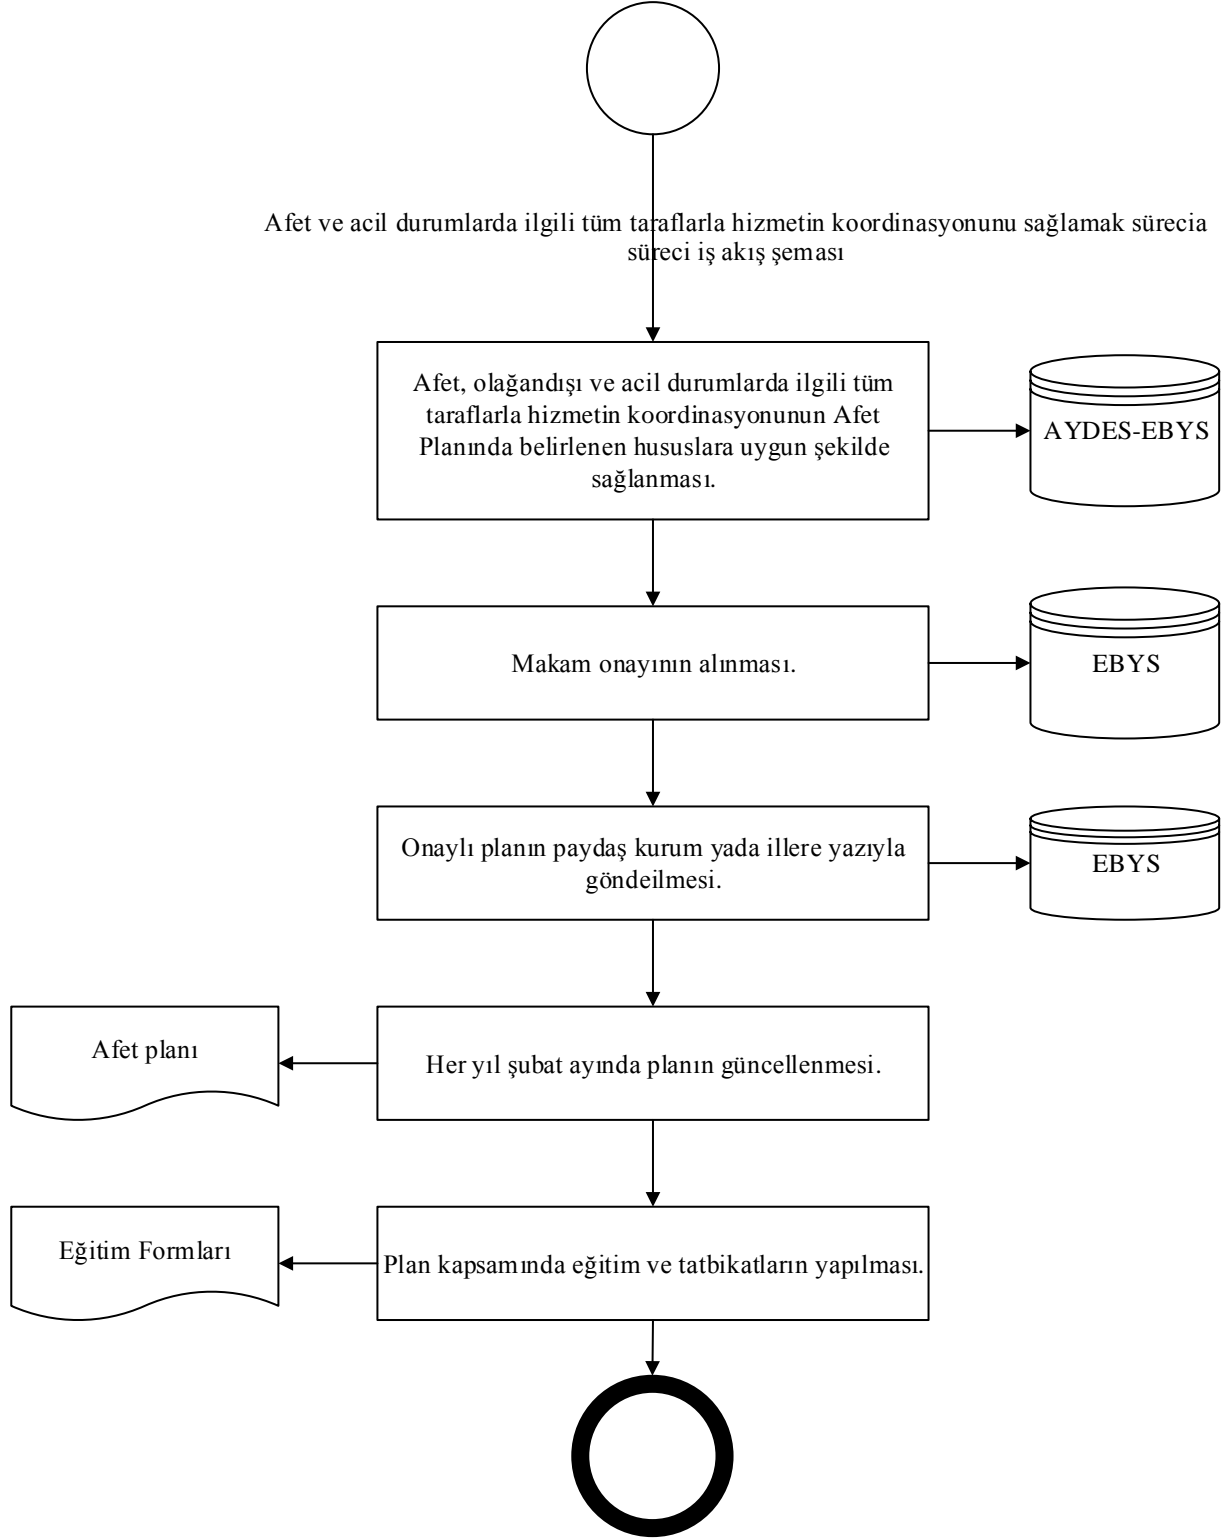 Afet ve acil durumlarda ilgili tüm taraflarla hizmetin koordinasyonunu sağlamak sürecia
süreci iş akış şeması
Afet, olağandışı ve acil durumlarda ilgili tüm
taraflarla hizmetin koordinasyonunun Afet
Planında belirlenen hususlara uygun şekilde
sağlanması.
AYDES-EBYS
Makam onayının alınması.
EBYS
Onaylı planın paydaş kurum yada illere yazıyla
göndeilmesi.
EBYS
Afet planı
Her yıl şubat ayında planın güncellenmesi.
Eğitim Formları
Plan kapsamında eğitim ve tatbikatların yapılması.